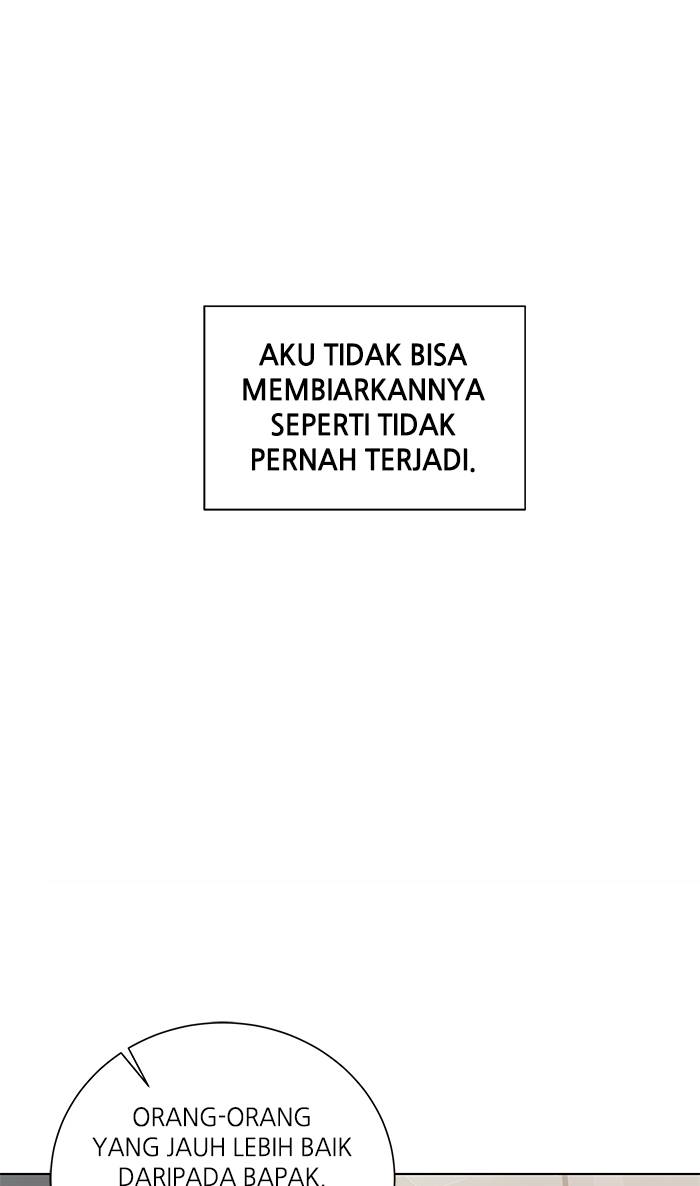 AKU TIDAK BISA
MEMBIARKANNYA
SEPERTI TIDAK
PERNAH TERJADI.
ORANG-ORANG
YANG JAUH LEBIH BAIK
DARIPADA BAPAK.